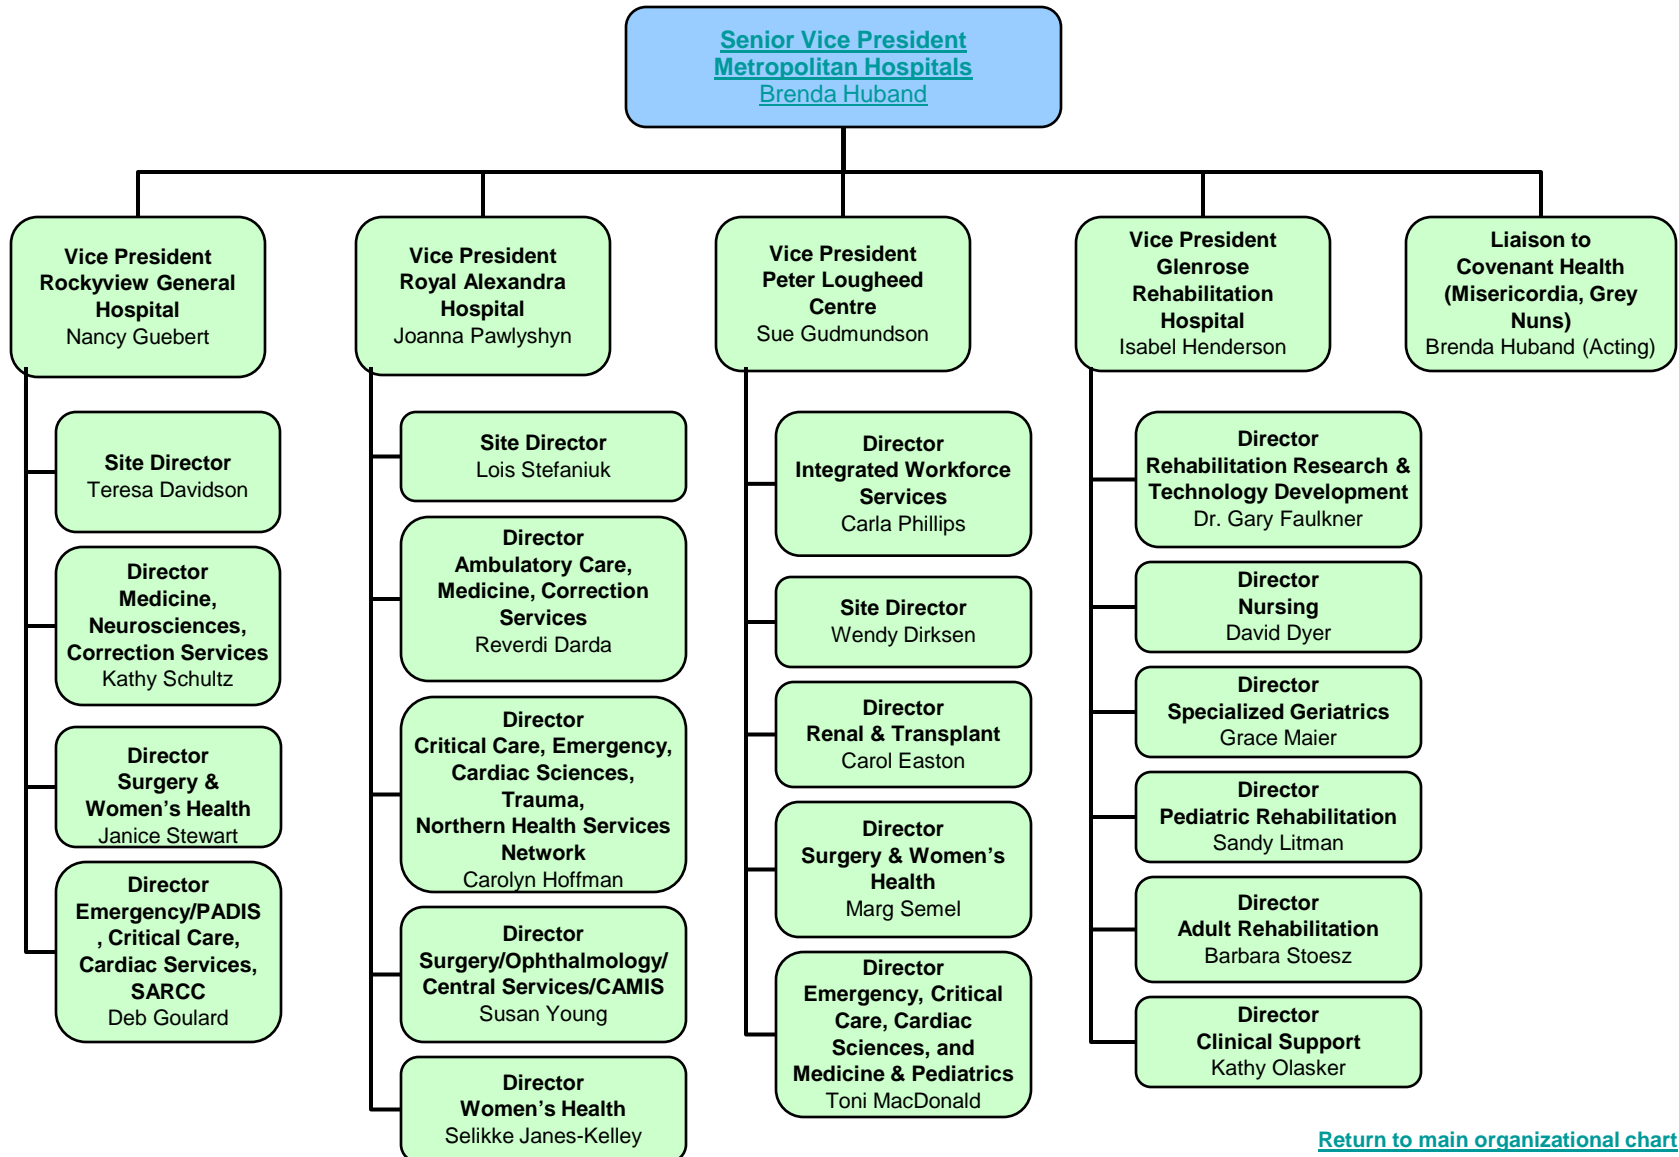 Senior Vice President
Metropolitan Hospitals
Brenda Huband
Vice President
Rockyview General
Hospital
Nancy Guebert
Site Director
Teresa Davidson
Director
Medicine,
Neurosciences,
Correction Services
Kathy Schultz
Director
Surgery &
Women's Health
Janice Stewart
Director
Emergency/PADIS
, Critical Care,
Cardiac Services,
SARCC
Deb Goulard
Vice President
Royal Alexandra
Hospital
Joanna Pawlyshyn
Site Director
Lois Stefaniuk
Director
Ambulatory Care,
Medicine, Correction
Services
Reverdi Darda
Director
Critical Care, Emergency,
Cardiac Sciences,
Trauma,
Northern Health Services
Network
Carolyn Hoffman
Director
Surgery/Ophthalmology/
Central Services/CAMIS
Susan Young
Director
Women's Health
Selikke Janes-Kelley
Vice President
Peter Lougheed
Centre
Sue Gudmundson
Director
Integrated Workforce
Services
Carla Phillips
Site Director
Wendy Dirksen
Director
Renal & Transplant
Carol Easton
Director
Surgery & Women's
Health
Marg Semel
Director
Emergency, Critical
Care, Cardiac
Sciences, and
Medicine & Pediatrics
Toni MacDonald
Vice President
Glenrose
Rehabilitation
Hospital
Isabel Henderson
Director
Rehabilitation Research &
Technology Development
Dr. Gary Faulkner
Director
Nursing
David Dyer
Director
Specialized Geriatrics
Grace Maier
Director
Pediatric Rehabilitation
Sandy Litman
Director
Adult Rehabilitation
Barbara Stoesz
Director
Clinical Support
Kathy Olasker
Liaison to
Covenant Health
(Misericordia, Grey
Nuns)
Brenda Huband (Acting)
Return to main organizational chart